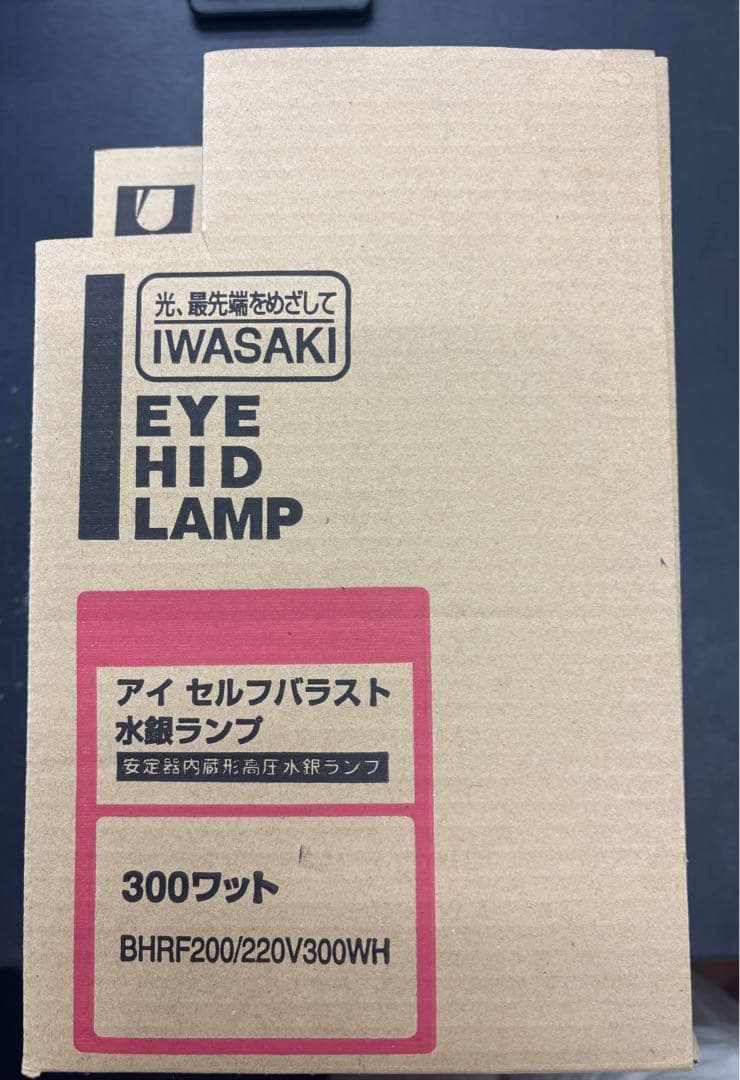 光、最先端をめざして
IWASAKI
EYE
HID
LAMP
アイ セルフバラスト
水銀ランプ
安定器内蔵形高圧水銀ランプ
300ワット
BHRF200/220V300WH